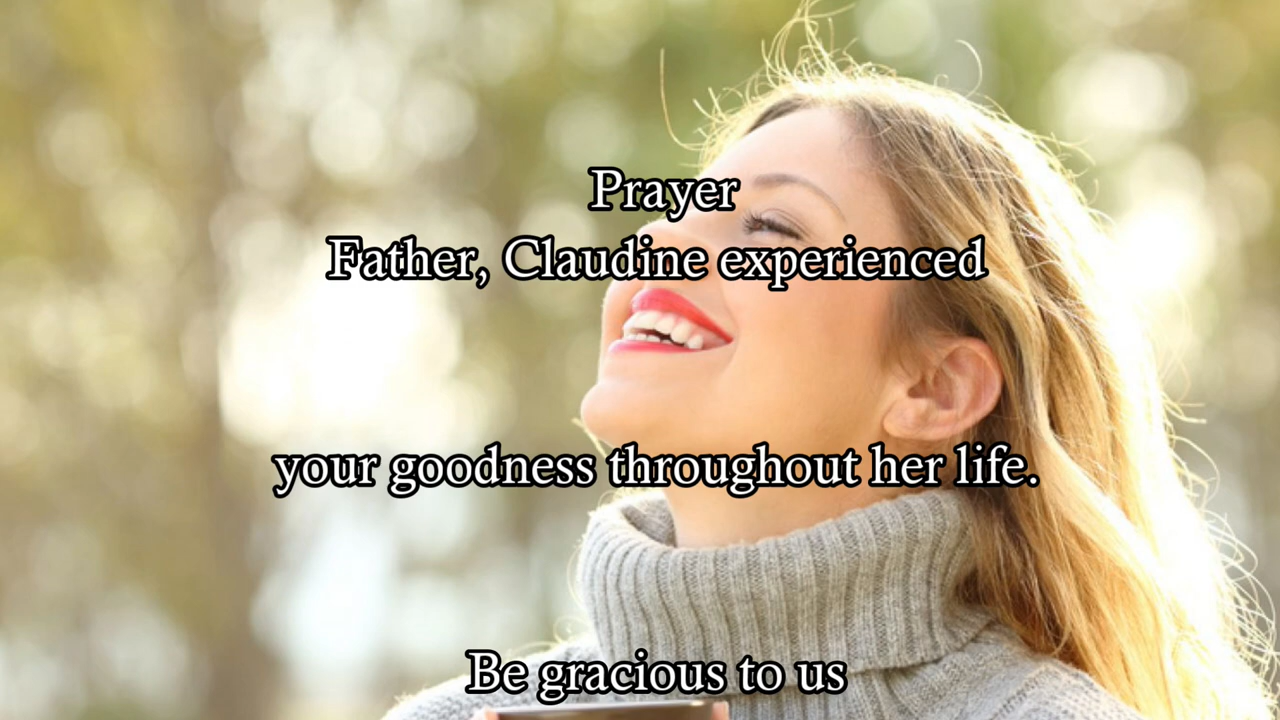 Prayer
Father, Claudine experienced
your goodness throughout her life.
Be gracious to us